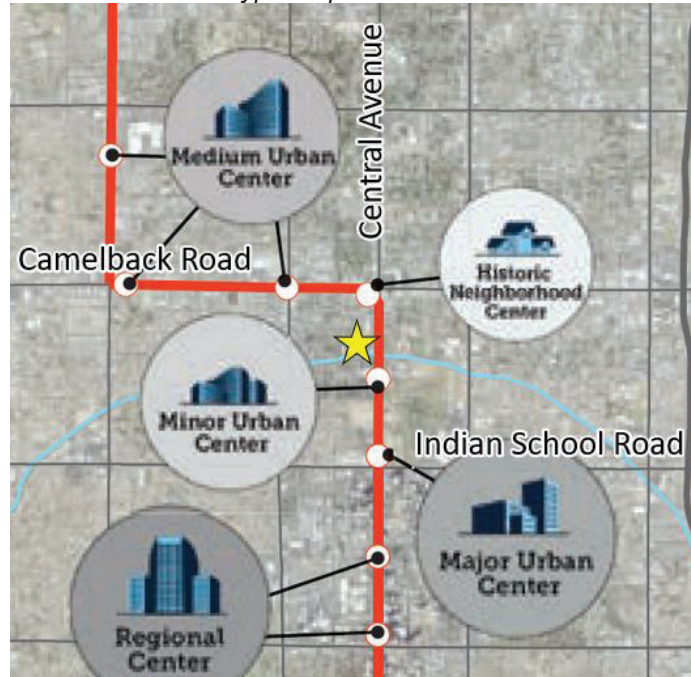 Central Avenue
Medium Urban
Center
Camelback Road
Historic
Neighborhood
Center
Minor Urban
Center
Indian School Road
Major Urban
Center
Regional
Center